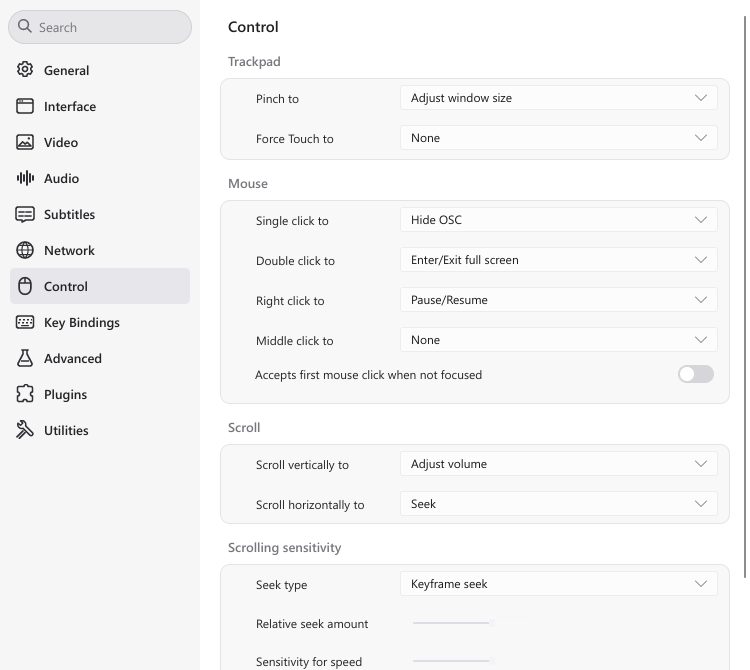 Search
General
Interface
Video
Audio
Subtitles
Network
Control
Key Bindings
Advanced
Plugins
Utilities
Control
Trackpad
Pinch to
Adjust window size
Force Touch to
None
Mouse
Single click to
Hide OSC
Double click to
Enter/Exit full screen
Right click to
Pause/Resume
Middle click to
None
Accepts first mouse click when not focused
Scroll
Scroll vertically to
Adjust volume
Scroll horizontally to
Seek
Scrolling sensitivity
Seek type
Keyframe seek
Relative seek amount
Sensitivity for speed